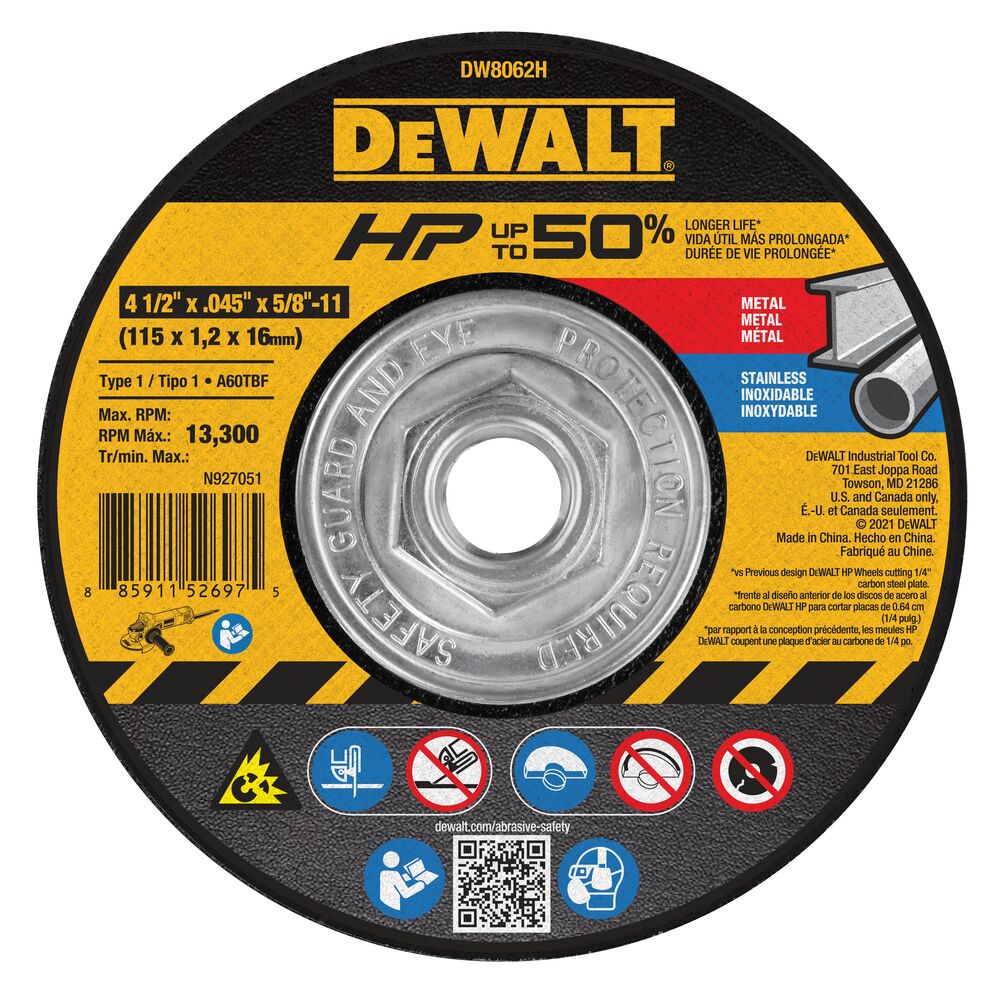 DW8062H
DEWALT®
HP UP TO 50%
LONGER LIFE*
VIDA ÚTIL MÁS PROLONGADA*
DURÉE DE VIE PROLONGÉE*
4 1/2" x .045" x 5/8"-11
(115 x 1,2 x 16mm)
Type 1 / Tipo 1 • A60TBF
Max. RPM:
RPM Máx.: 13,300
Tr/min. Max.:
N927051
8 85911 52697 5
SAFETY GUARD AND EYE PROTECTION REQUIRED
METAL
METAL
MÉTAL
STAINLESS
INOXIDABLE
INOXYDABLE
DEWALT Industrial Tool Co.
701 East Joppa Road
Towson, MD 21286
U.S. and Canada only,
É.-U. et Canada seulement.
© 2021 DEWALT
Made in China. Hecho en China.
Fabriqué au Chine.
*vs Previous design DEWALT HP Wheels cutting 1/4"
carbon steel plate.
*frente al diseño anterior de los discos de acero al
carbono DEWALT HP para cortar placas de 0.64 cm
(1/4 pulg.)
*par rapport à la conception précédente, les meules HP
DEWALT coupent une plaque d'acier au carbone de 1/4 po.
dewalt.com/abrasive-safety